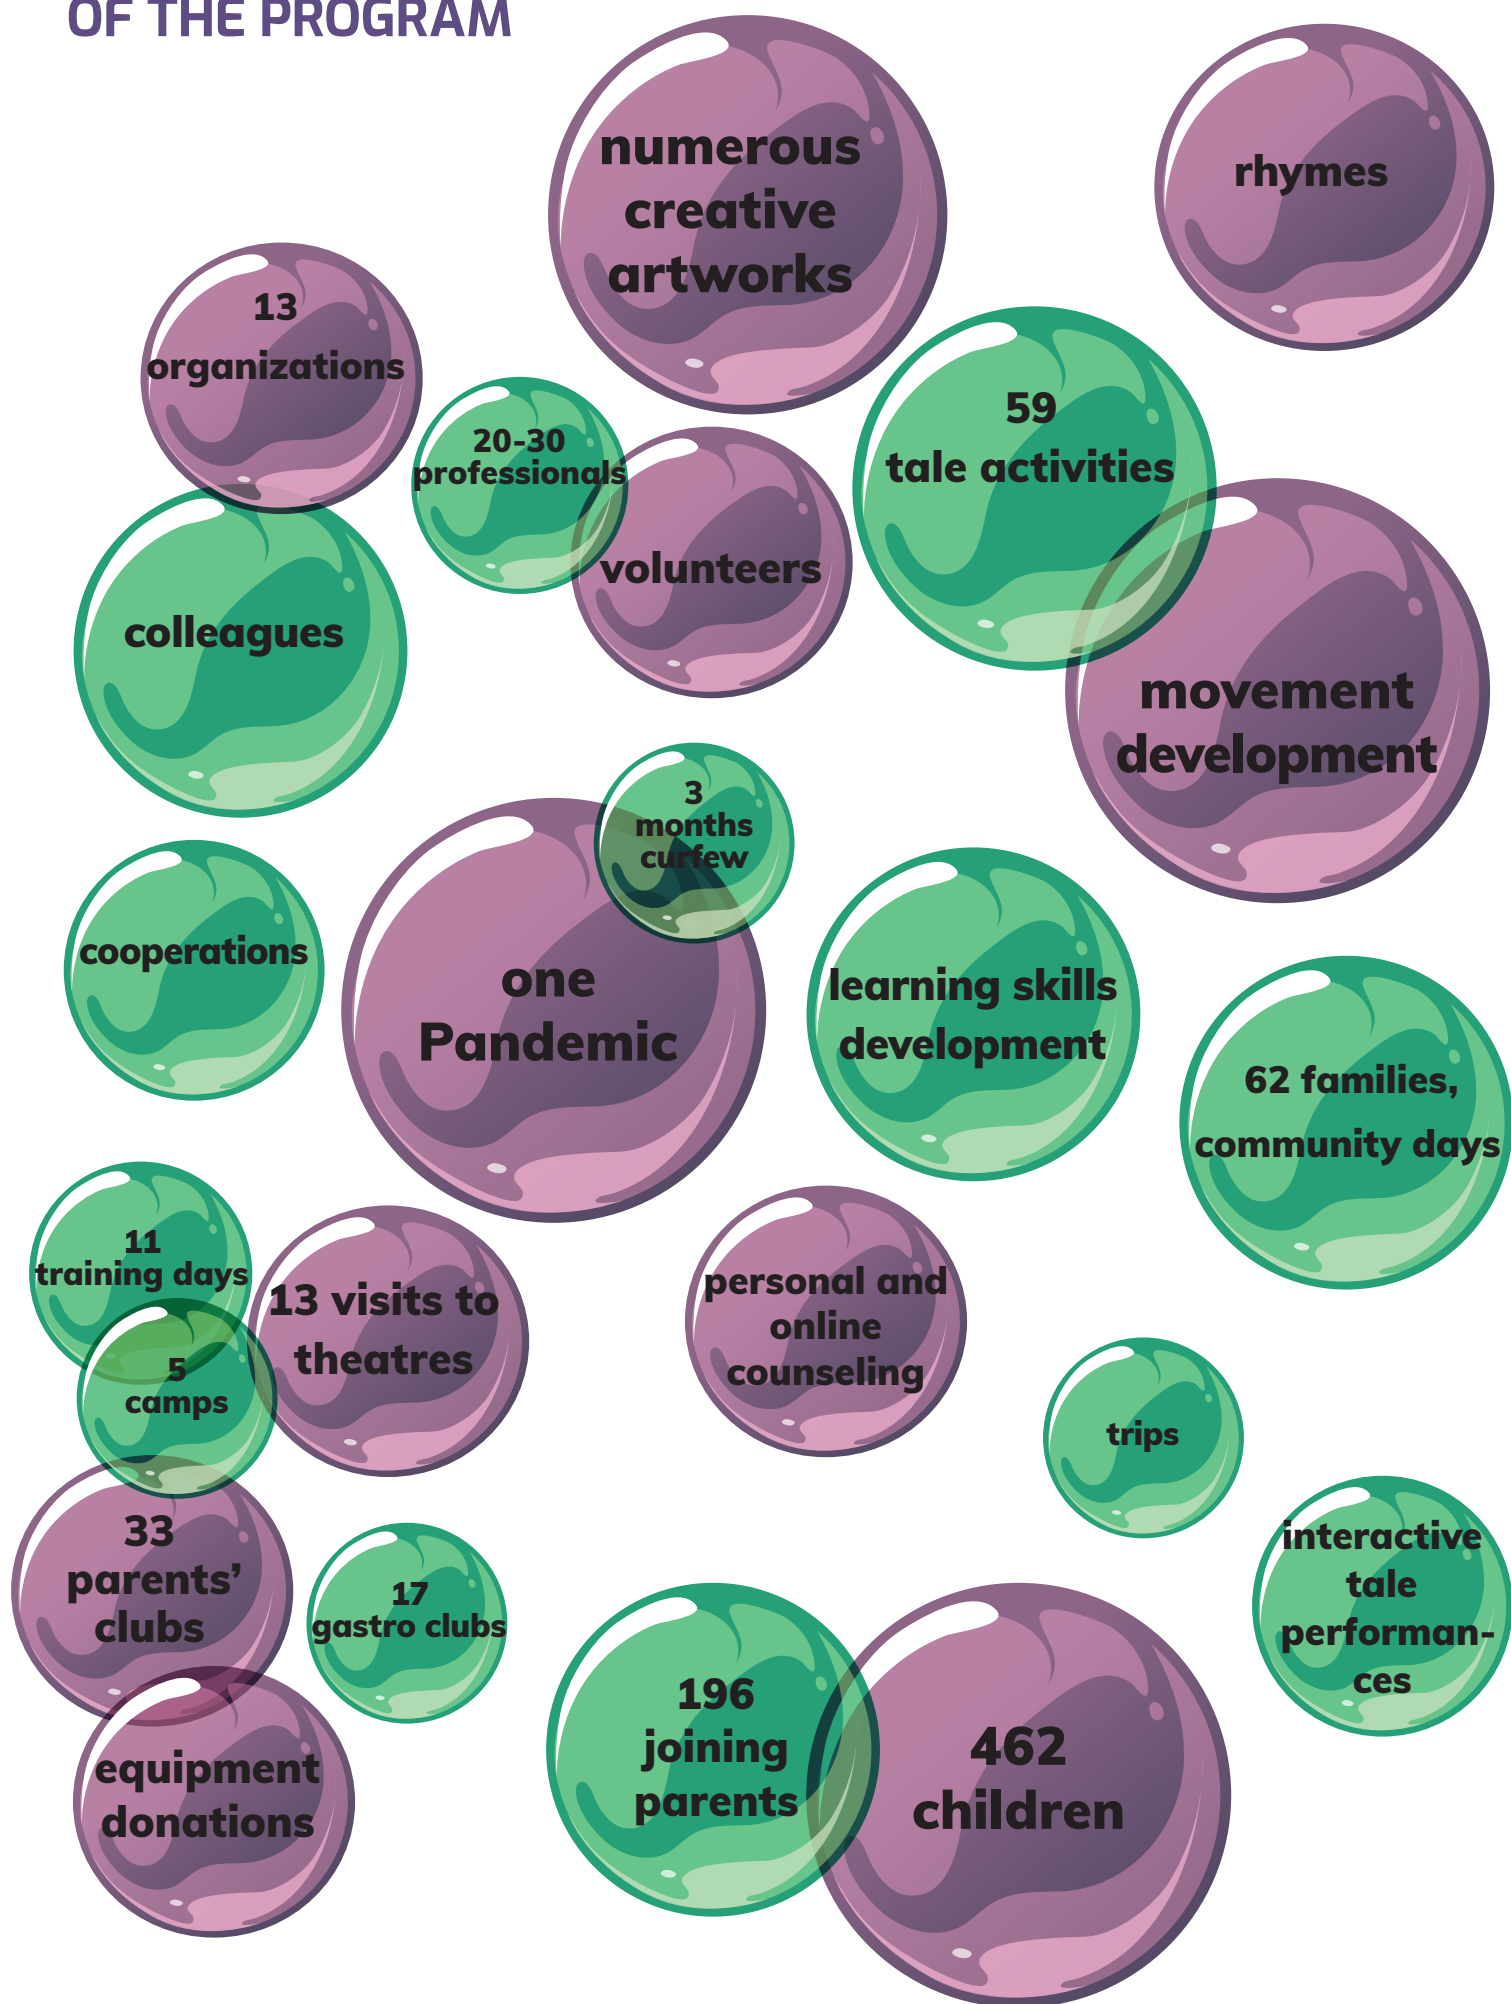 OF THE PROGRAM
numerous
creative
artworks
rhymes
13
organizations
20-30
professionals
volunteers
59
tale activities
colleagues
movement
development
3
months
curfew
cooperations
one
Pandemic
learning skills
development
62 families,
community days
11
training days
13 visits to
theatres
5
camps
personal and
online
counseling
trips
33
parents’
clubs
17
gastro clubs
interactive
tale
performan-
ces
196
joining
parents
462
children
equipment
donations